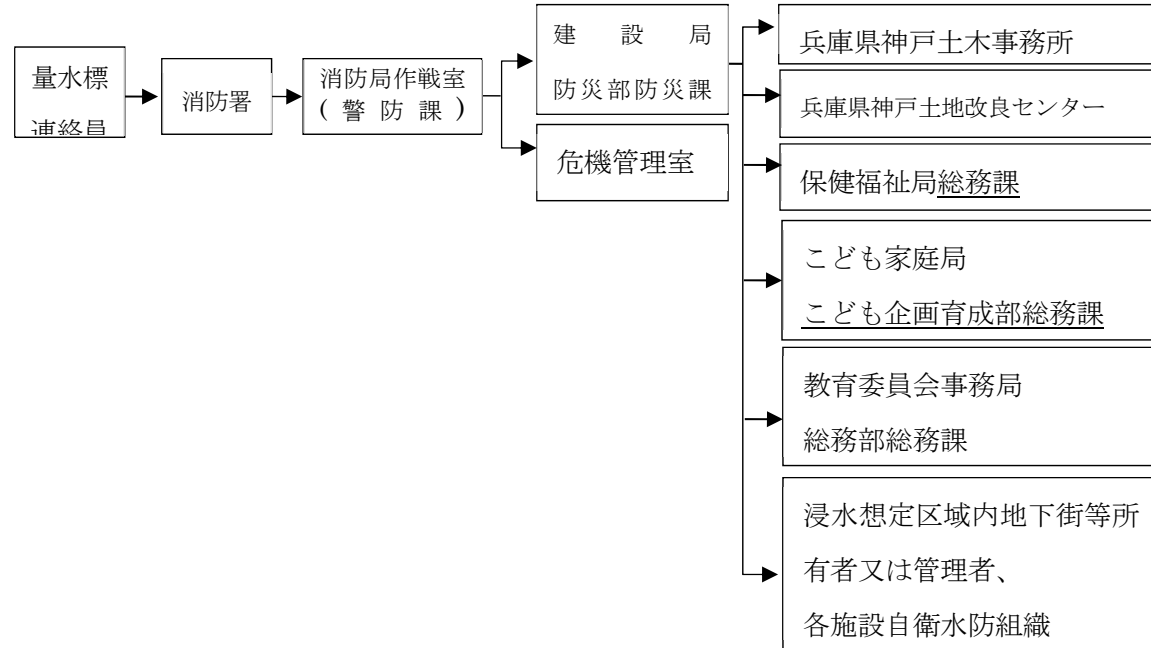 量水標
連絡員
消防署
消防局作戦室
(警防課)
建設局
防災部防災課
危機管理室
兵庫県神戸土木事務所
兵庫県神戸土地改良センター
保健福祉局総務課
こども家庭局
こども企画育成部総務課
教育委員会事務局
総務部総務課
浸水想定区域内地下街等所
有者又は管理者、
各施設自衛水防組織